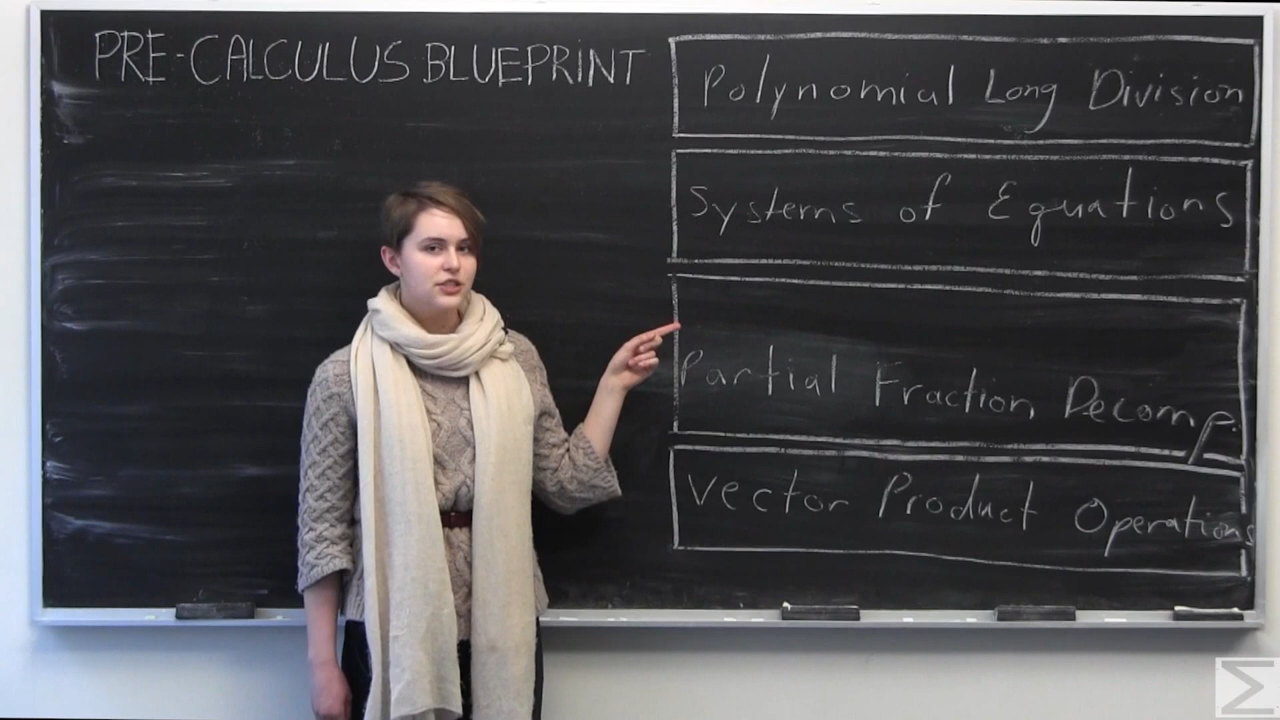 PRE-CALCULUS BLUEPRINT
Polynomial Long Division
Systems of Equations
Partial Fraction Decomp.
Vector Product Operations
Σ